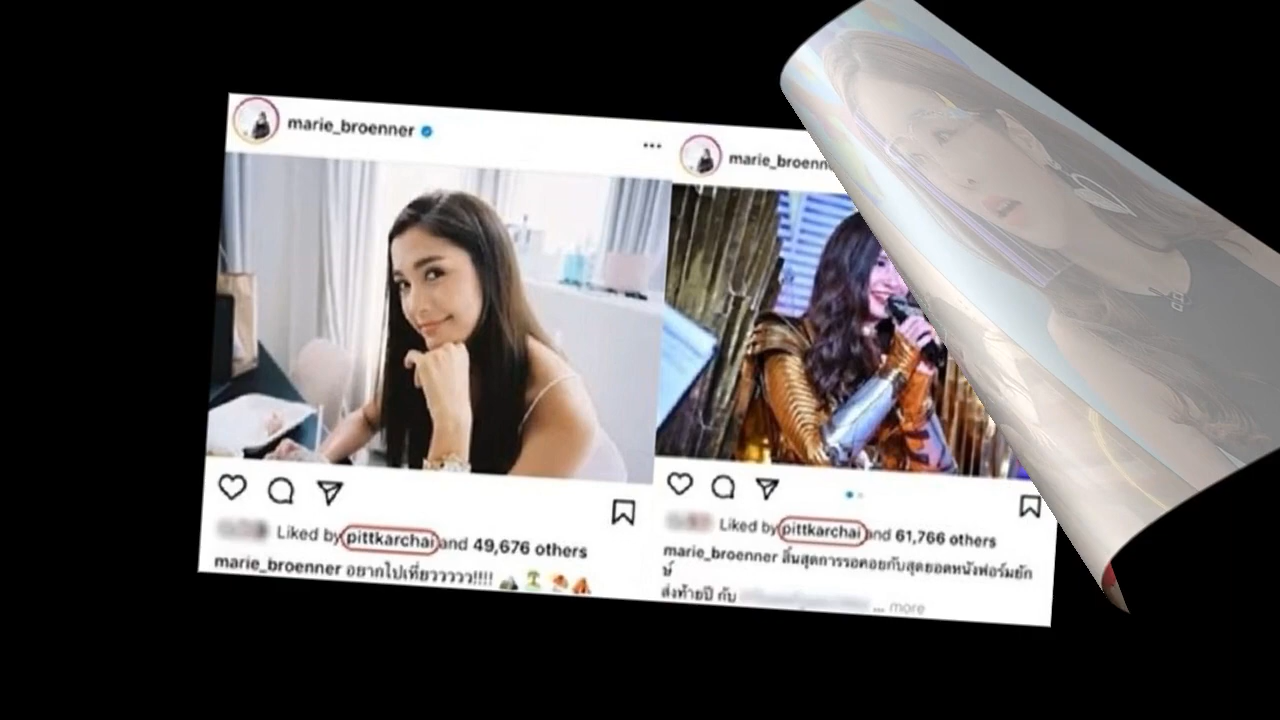 marie_broenner
Liked by pittkarchai and 49,676 others
marie_broenner อยากไปเที่ยววววว!!!!
marie_broenn
Liked by pittkarchai and 61,766 others
marie_broenner สิ้นสุดการรอคอยกับสุดยอดหนังฟอร์มยัก
ษ์
ส่งท้ายปี กับ
... more